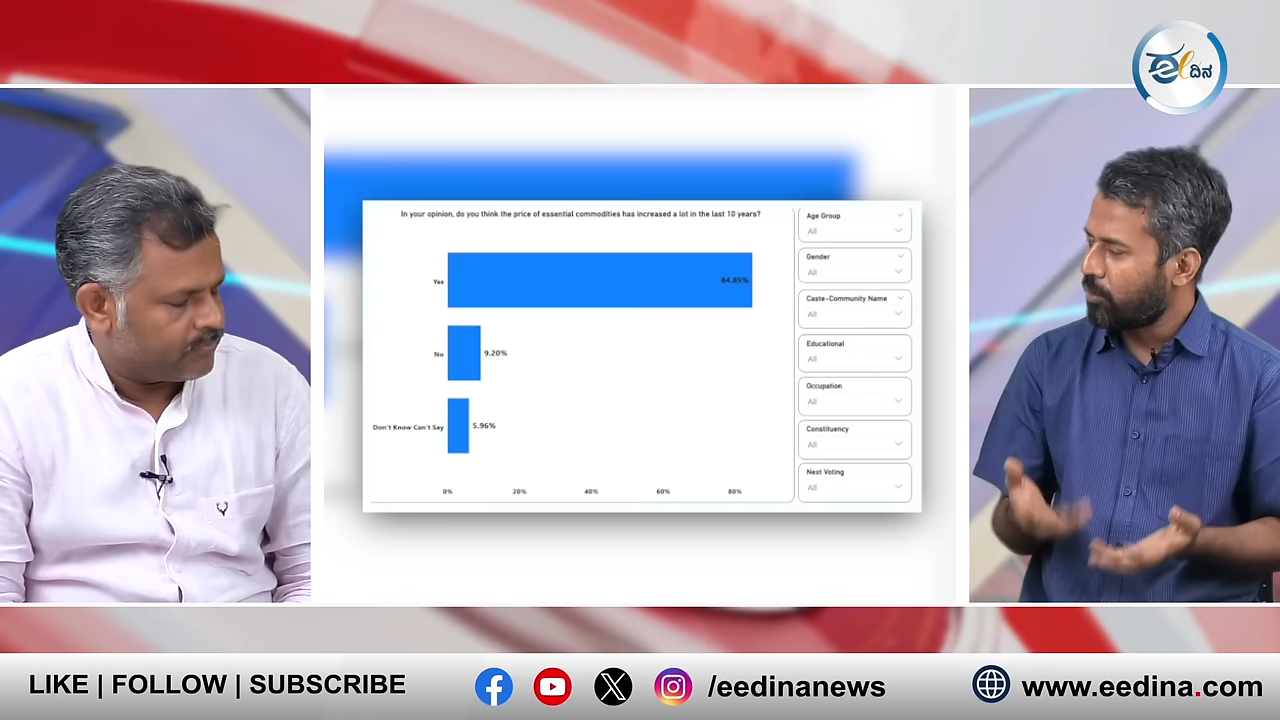 ಈ ದಿನ
In your opinion, do you think the price of essential commodities has increased a lot in the last 10 years?
Yes
84.85%
No
9.20%
Don't Know Can't Say
5.96%
0%
20%
40%
60%
80%
Age Group
All
Gender
All
Caste-Community Name
All
Educational
All
Occupation
All
Constituency
All
Next Voting
All
LIKE | FOLLOW | SUBSCRIBE
/eedinanews
www.eedina.com